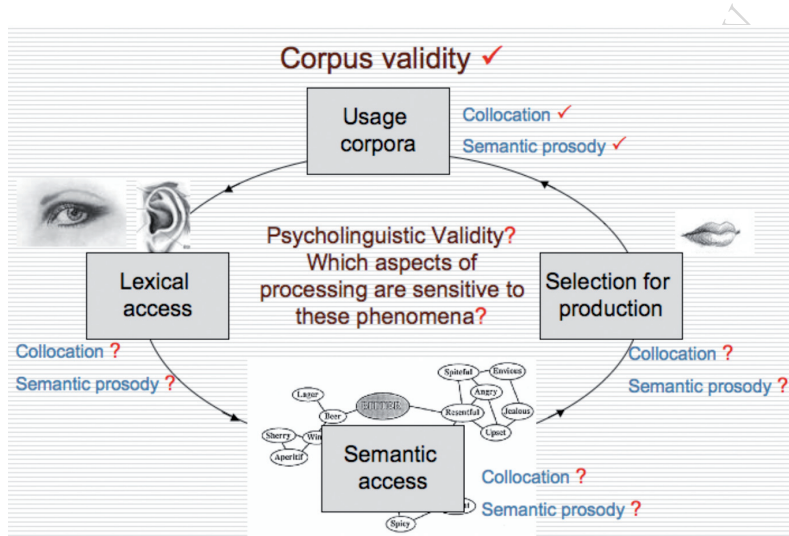 Corpus validity ✓
Usage
corpora
Collocation ✓
Semantic prosody ✓
Psycholinguistic Validity?
Which aspects of
processing are sensitive to
these phenomena?
Lexical
access
Selection for
production
Collocation ?
Semantic prosody ?
Collocation ?
Semantic prosody ?
Lager
Beer
BITTER
Sherry
Aperitif
Spiteful
Envious
Angry
Resentful
Jealous
Upset
Semantic
access
Spicy
Collocation ?
Semantic prosody ?